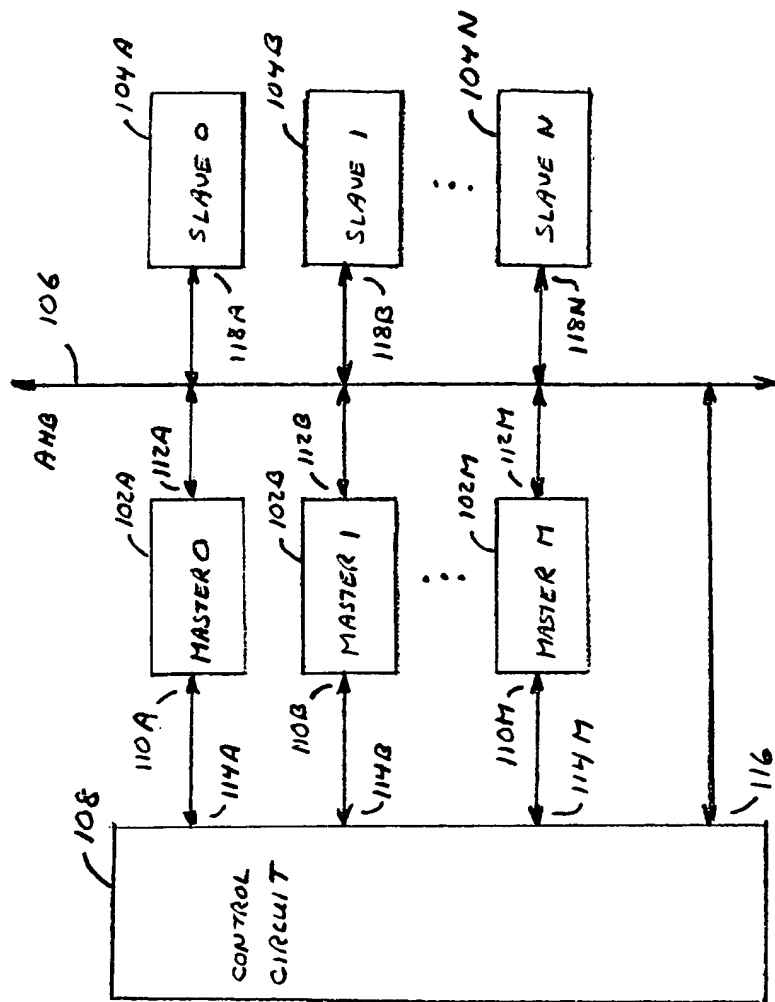 AHB 106
108
110A 102A 104A
112A
MASTER 0 SLAVE 0
114A
118A
CONTROL
CIRCUIT
110B 102B 104B
112B
MASTER 1 SLAVE 1
114B 118B
110M 102M 104N
112M
MASTER M SLAVE N
114M 118N
116